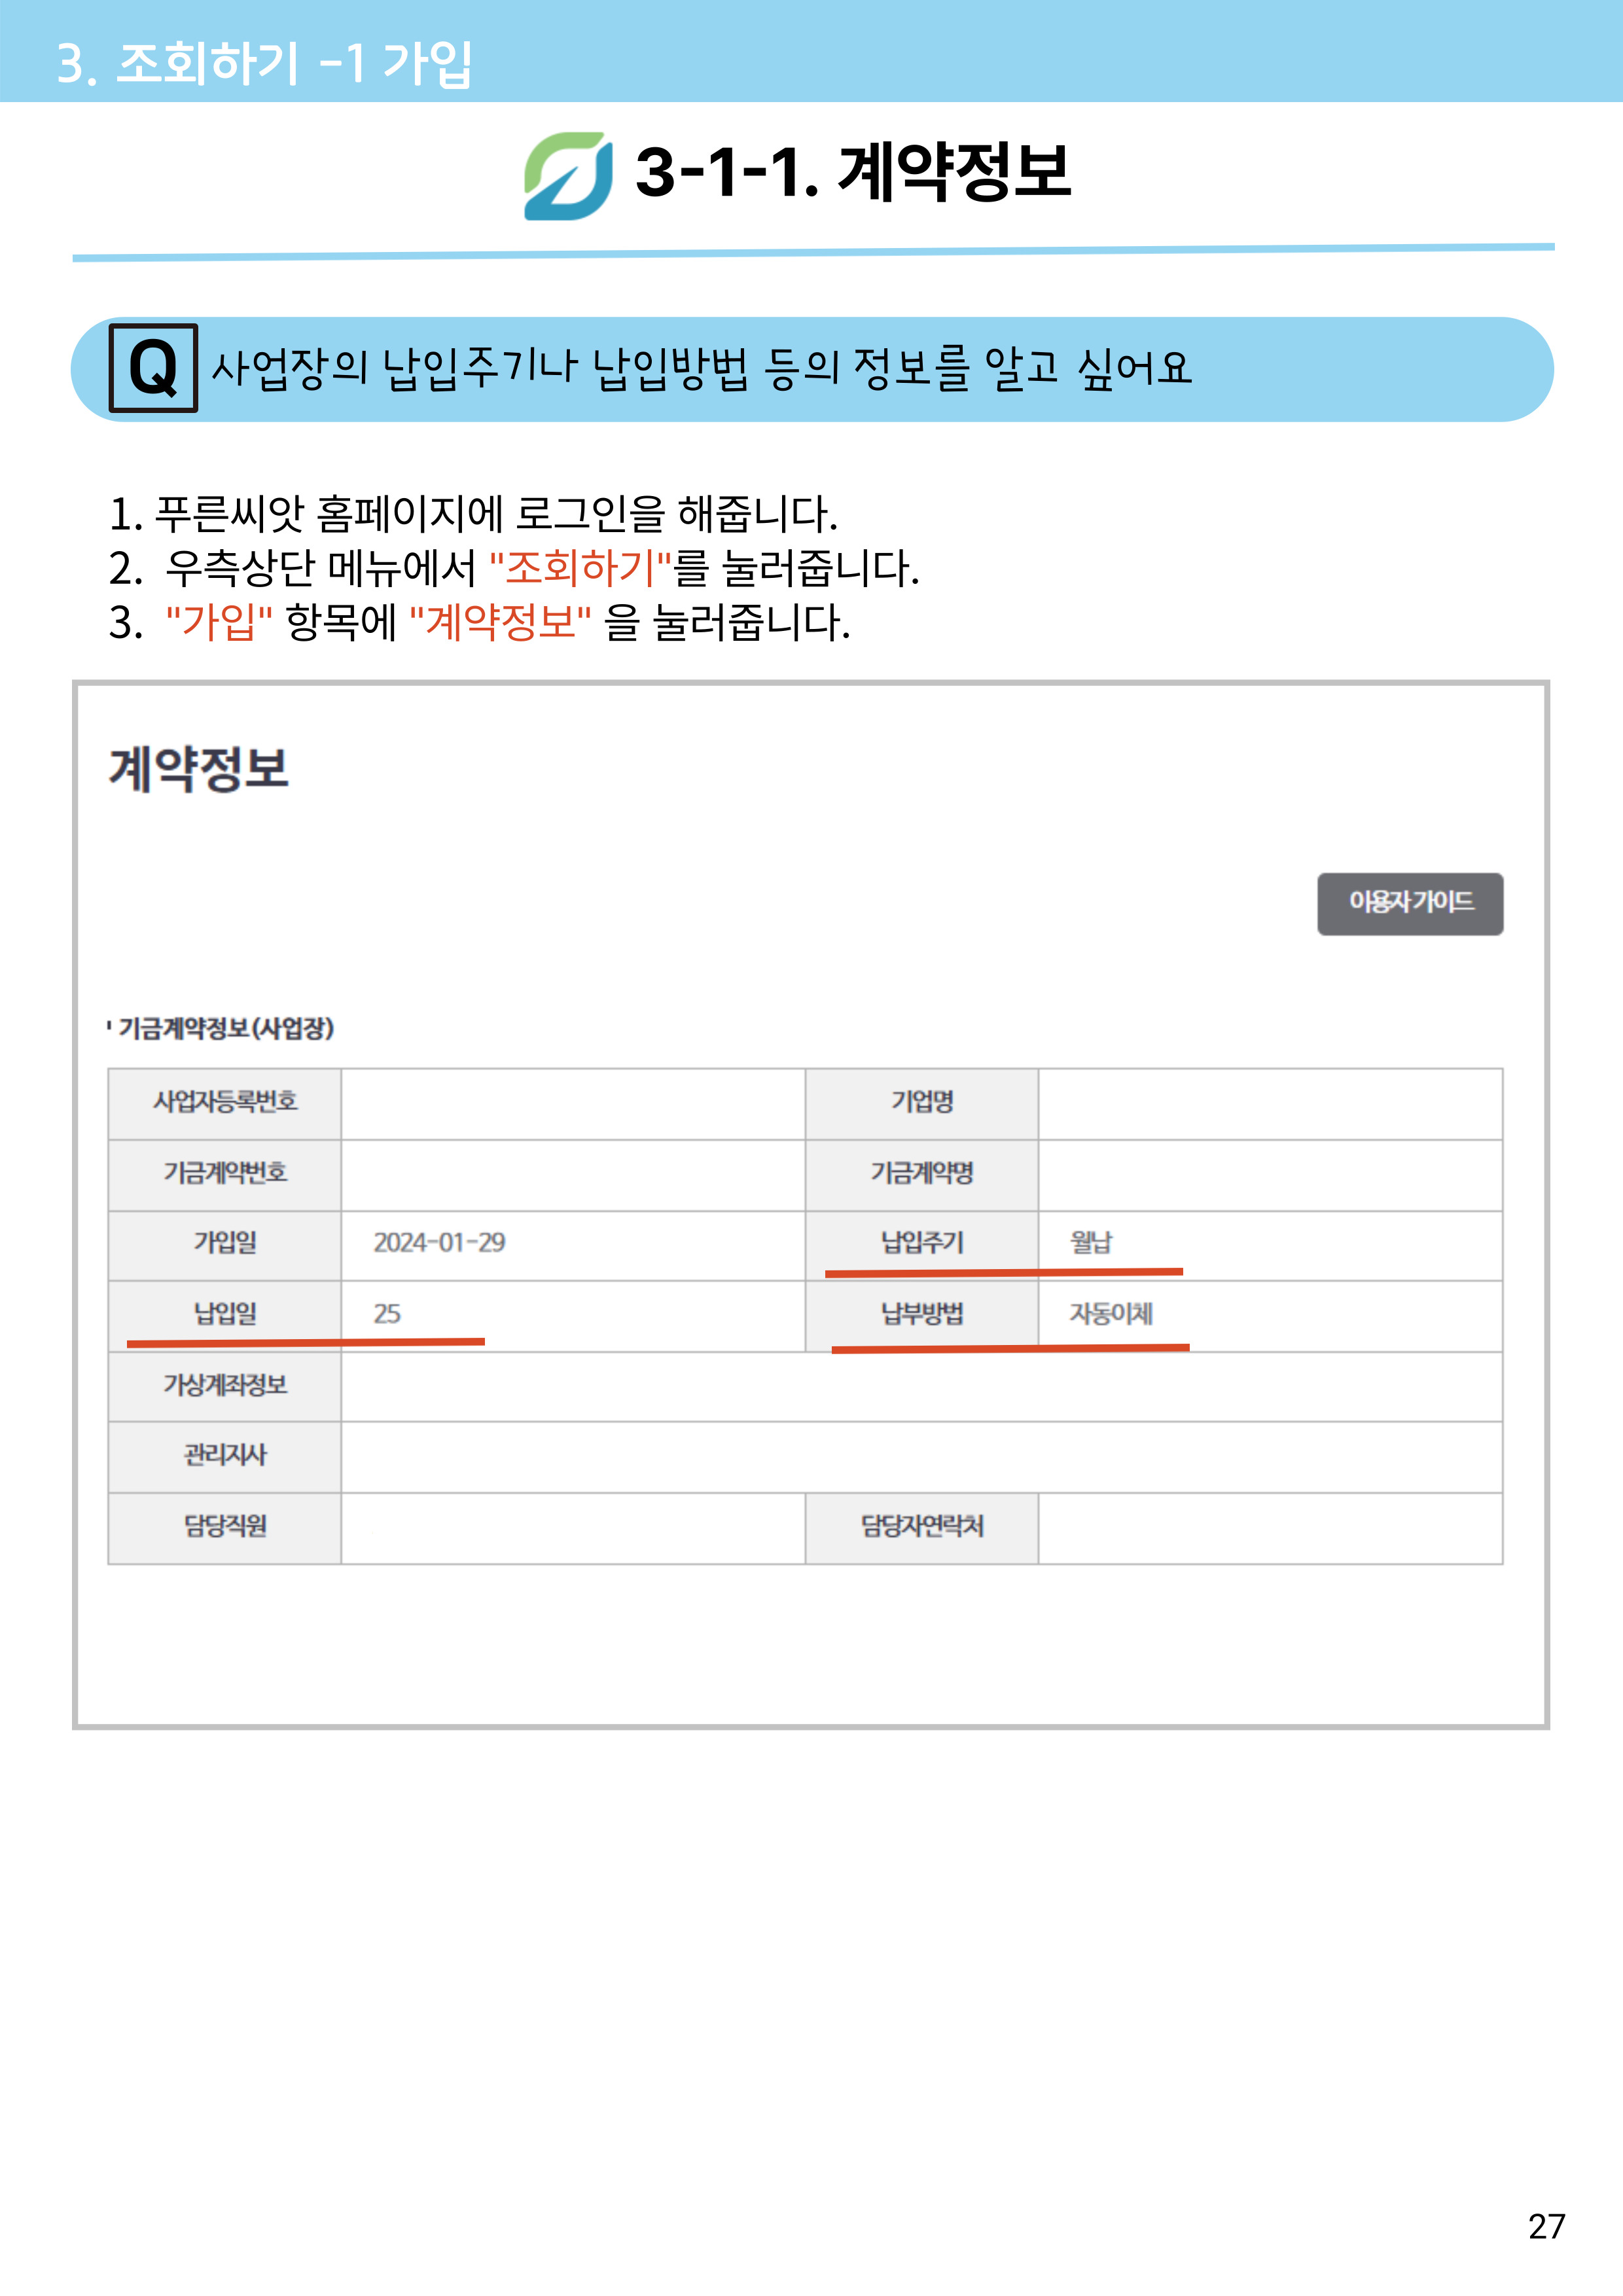 3. 조회하기 -1 가입
3-1-1. 계약정보
Q 사업장의 납입주기나 납입방법 등의 정보를 알고 싶어요
1. 푸른씨앗 홈페이지에 로그인을 해줍니다.
2. 우측상단 메뉴에서 "조회하기"를 눌러줍니다.
3. "가입" 항목에 "계약정보" 을 눌러줍니다.
계약정보
이용자 가이드
기금계약정보(사업장)
사업자등록번호 기업명
기금계약번호 기금계약명
가입일 2024-01-29 납입주기 월납
납입일 25 납부방법 자동이체
가상계좌정보
관리지사
담당직원 담당자연락처
27